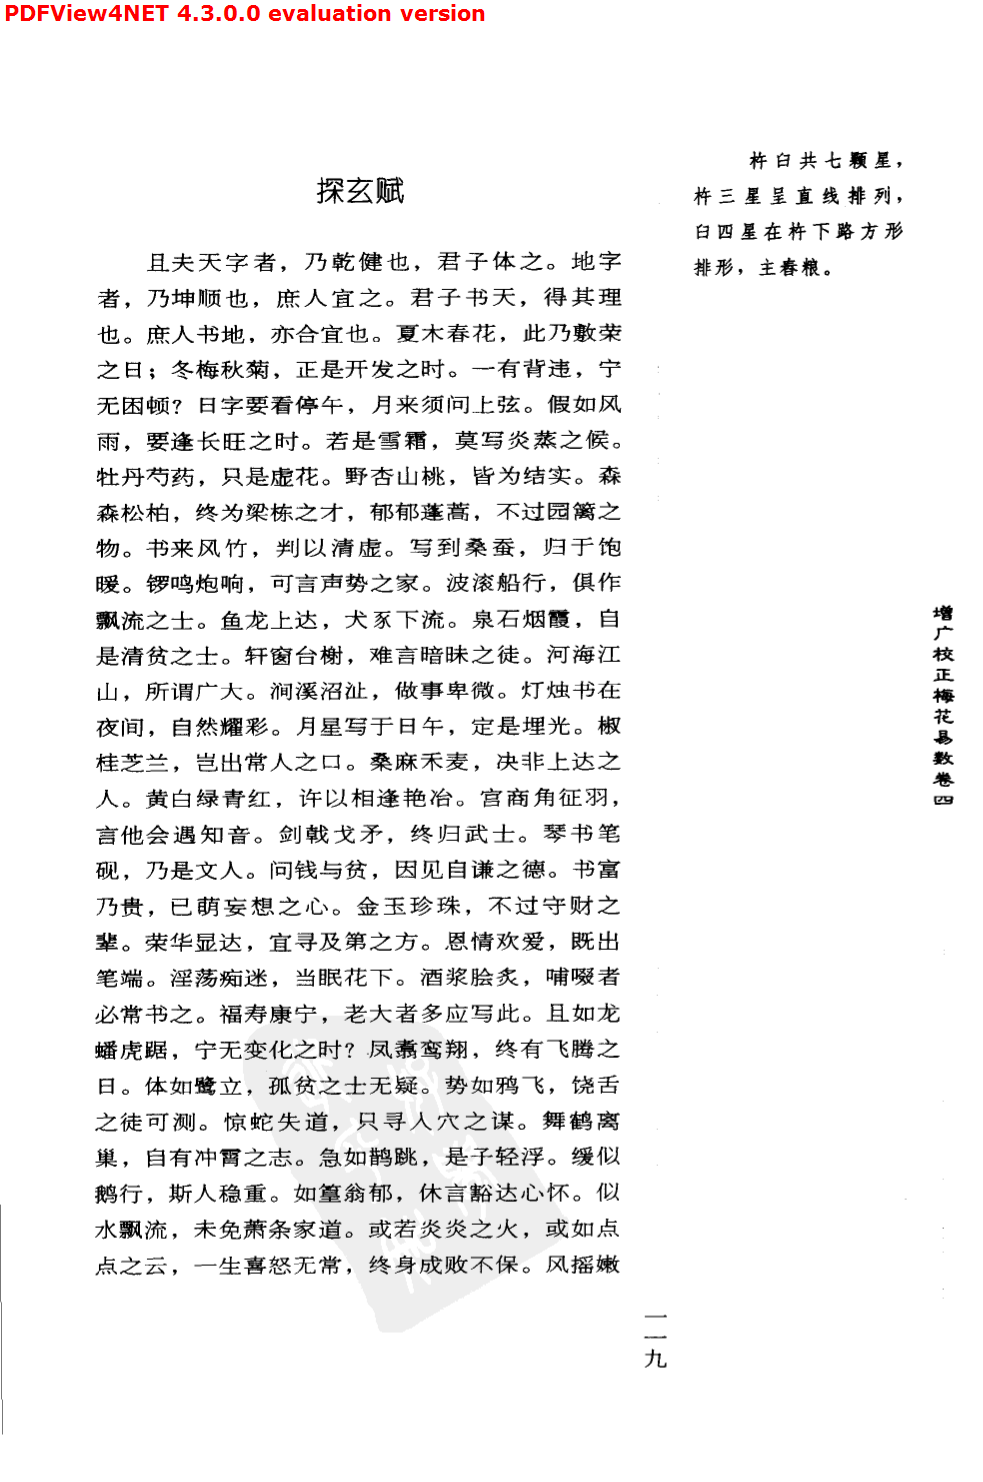 PDFView4NET 4.3.0.0 evaluation version
探玄赋
且夫天字者，乃乾健也，君子体之。地字
者，乃坤顺也，庶人宜之。君子书天，得其理
也。庶人书地，亦合宜也。夏木春花，此乃敷荣
之日；冬梅秋菊，正是开发之时。一有背违，宁
无困顿？日字要看停午，月来须问上弦。假如风
雨，要逢长旺之时。若是雪霜，莫写炎蒸之候。
牡丹芍药，只是虚花。野杏山桃，皆为结实。森
森松柏，终为梁栋之才，郁郁蓬蒿，不过园篱之
物。书来风竹，判以清虚。写到桑蚕，归于饱
暖。锣鸣炮响，可言声势之家。波滚船行，俱作
飘流之士。鱼龙上达，犬豕下流。泉石烟霞，自
是清贫之士。轩窗台榭，难言暗昧之徒。河海江
山，所谓广大。涧溪沼沚，做事卑微。灯烛书在
夜间，自然耀彩。月星写于日午，定是埋光。椒
桂芝兰，岂出常人之口。桑麻禾麦，决非上达之
人。黄白绿青红，许以相逢艳冶。宫商角征羽，
言他会遇知音。剑戟戈矛，终归武士。琴书笔
砚，乃是文人。问钱与贫，因见自谦之德。书富
乃贵，已萌妄想之心。金玉珍珠，不过守财之
辈。荣华显达，宜寻及第之方。恩情欢爱，既出
笔端。淫荡痴迷，当眠花下。酒浆脍炙，哺啜者
必常书之。福寿康宁，老大者多应写此。且如龙
蟠虎踞，宁无变化之时？凤翥鸾翔，终有飞腾之
日。体如鹭立，孤贫之士无疑。势如鸦飞，饶舌
之徒可测。惊蛇失道，只寻入穴之谋。舞鹤离
巢，自有冲霄之志。急如鹊跳，是子轻浮。缓似
鹅行，斯人稳重。如篁翁郁，休言豁达心怀。似
水飘流，未免萧条家道。或若炎炎之火，或如点
点之云，一生喜怒无常，终身成败不保。风摇嫩
杵臼共七颗星，
杵三星呈直线排列，
臼四星在杵下路方形
排形，主舂粮。
增广校正梅花易数卷四
一一九